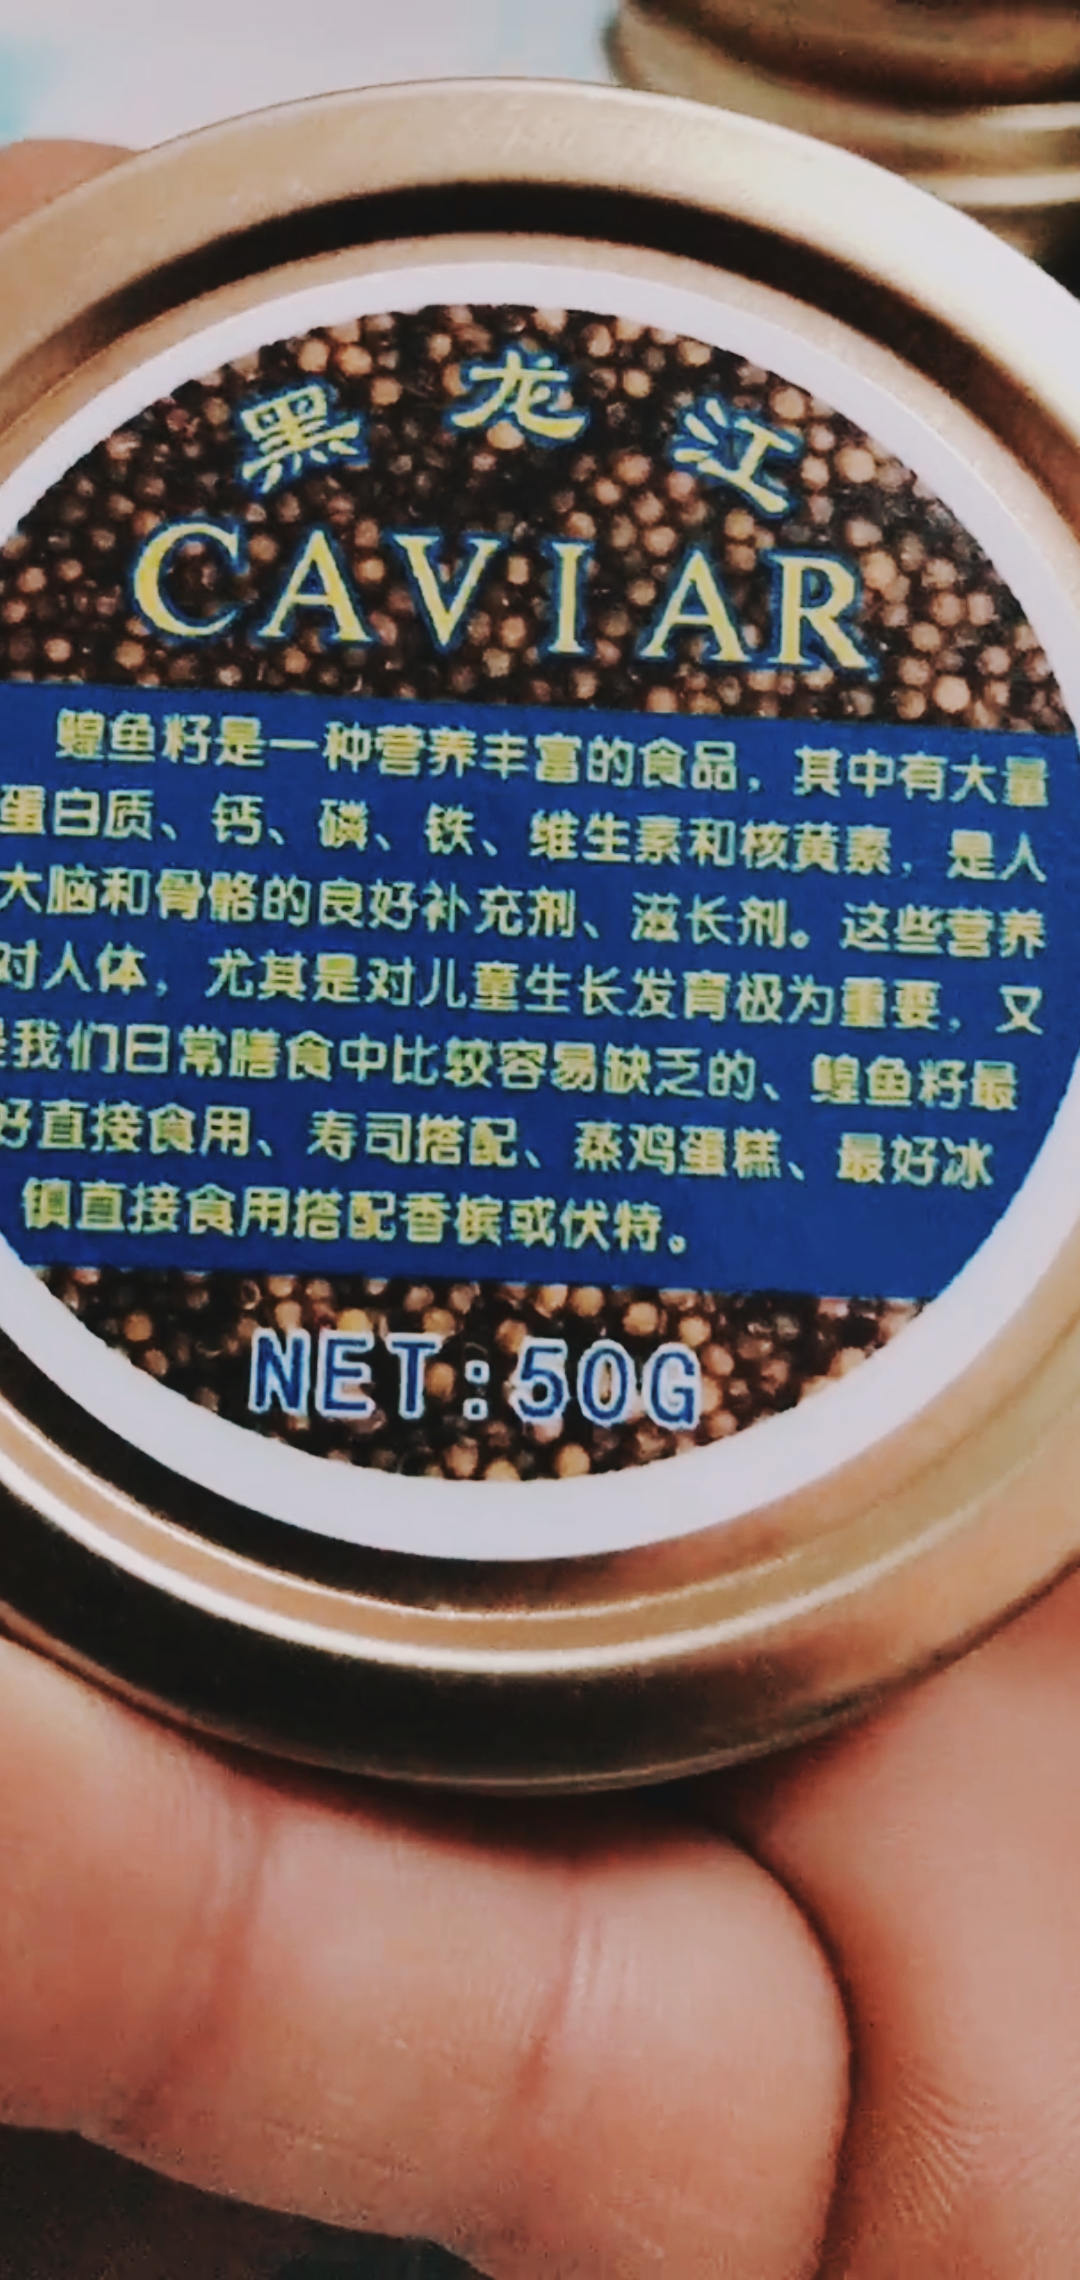 黑龙江
CAVIAR
鳇鱼籽是一种营养丰富的食品，其中有大量
蛋白质、钙、磷、铁、维生素和核黄素，是人
大脑和骨骼的良好补充剂、滋长剂。这些营养
对人体，尤其是对儿童生长发育极为重要，又
是我们日常膳食中比较容易缺乏的、鳇鱼籽最
好直接食用、寿司搭配、蒸鸡蛋糕、最好冰
镇直接食用搭配香槟或伏特。
NET:50G